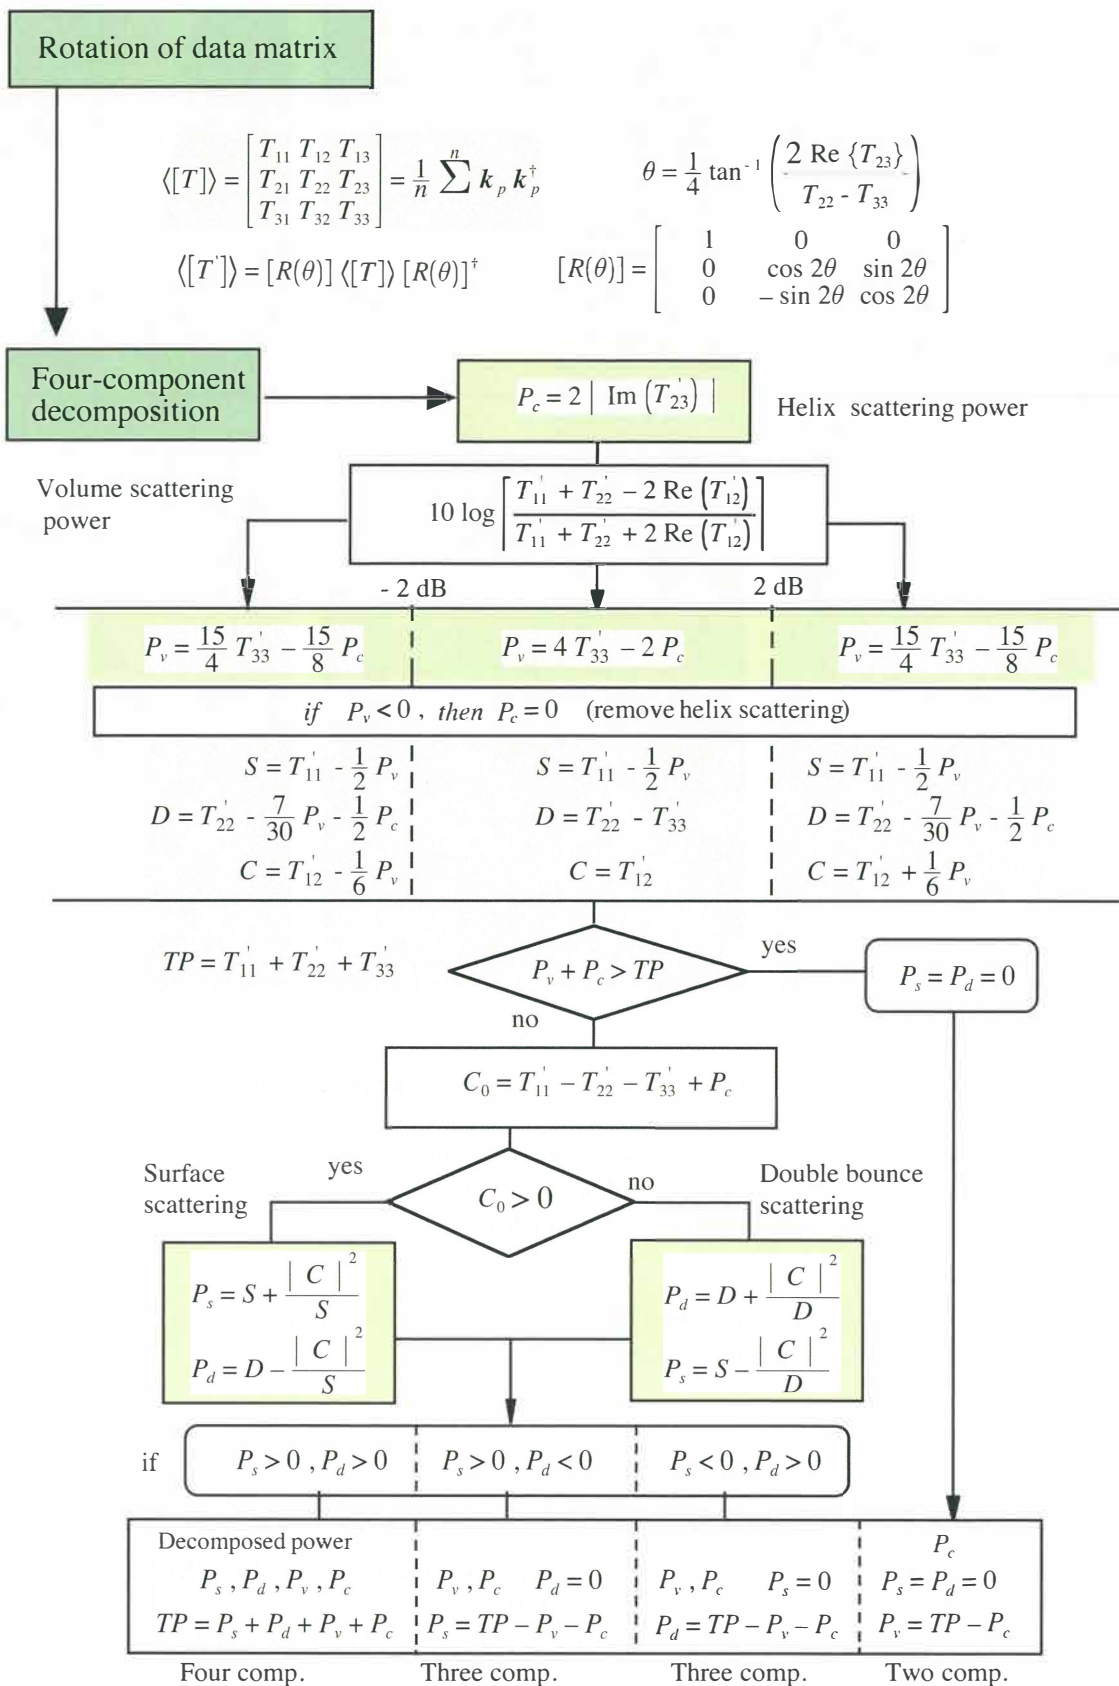 Rotation of data matrix
⟨[T]⟩ = [ T11 T12 T13 T21 T22 T23 T31 T32 T33 ] = 1/n Σ^n k_p k_p^†
θ = 1/4 tan^-1 ( 2 Re {T23} / T22 - T33 )
⟨[T']⟩ = [R(θ)] ⟨[T]⟩ [R(θ)]^†
[R(θ)] = [ 1 0 0 0 cos 2θ sin 2θ 0 – sin 2θ cos 2θ ]
Four-component
decomposition
P_c = 2 | Im (T'23) |
Helix scattering power
Volume scattering
power
10 log [ T'11 + T'22 – 2 Re (T'12) / T'11 + T'22 + 2 Re (T'12) ]
- 2 dB
2 dB
P_v = 15/4 T'33 – 15/8 P_c
P_v = 4 T'33 – 2 P_c
P_v = 15/4 T'33 – 15/8 P_c
if P_v < 0 , then P_c = 0 (remove helix scattering)
S = T'11 - 1/2 P_v
S = T'11 - 1/2 P_v
S = T'11 - 1/2 P_v
D = T'22 - 7/30 P_v - 1/2 P_c
D = T'22 - T'33
D = T'22 - 7/30 P_v - 1/2 P_c
C = T'12 - 1/6 P_v
C = T'12
C = T'12 + 1/6 P_v
TP = T'11 + T'22 + T'33
P_v + P_c > TP
yes
P_s = P_d = 0
no
C_0 = T'11 – T'22 – T'33 + P_c
Surface
scattering
yes
C_0 > 0
no
Double bounce
scattering
P_s = S + | C |^2 / S
P_d = D – | C |^2 / S
P_d = D + | C |^2 / D
P_s = S – | C |^2 / D
if
P_s > 0 , P_d > 0
P_s > 0 , P_d < 0
P_s < 0 , P_d > 0
Decomposed power
P_s , P_d , P_v , P_c
TP = P_s + P_d + P_v + P_c
P_v , P_c P_d = 0
P_s = TP – P_v – P_c
P_v , P_c P_s = 0
P_d = TP – P_v – P_c
P_c
P_s = P_d = 0
P_v = TP – P_c
Four comp.
Three comp.
Three comp.
Two comp.